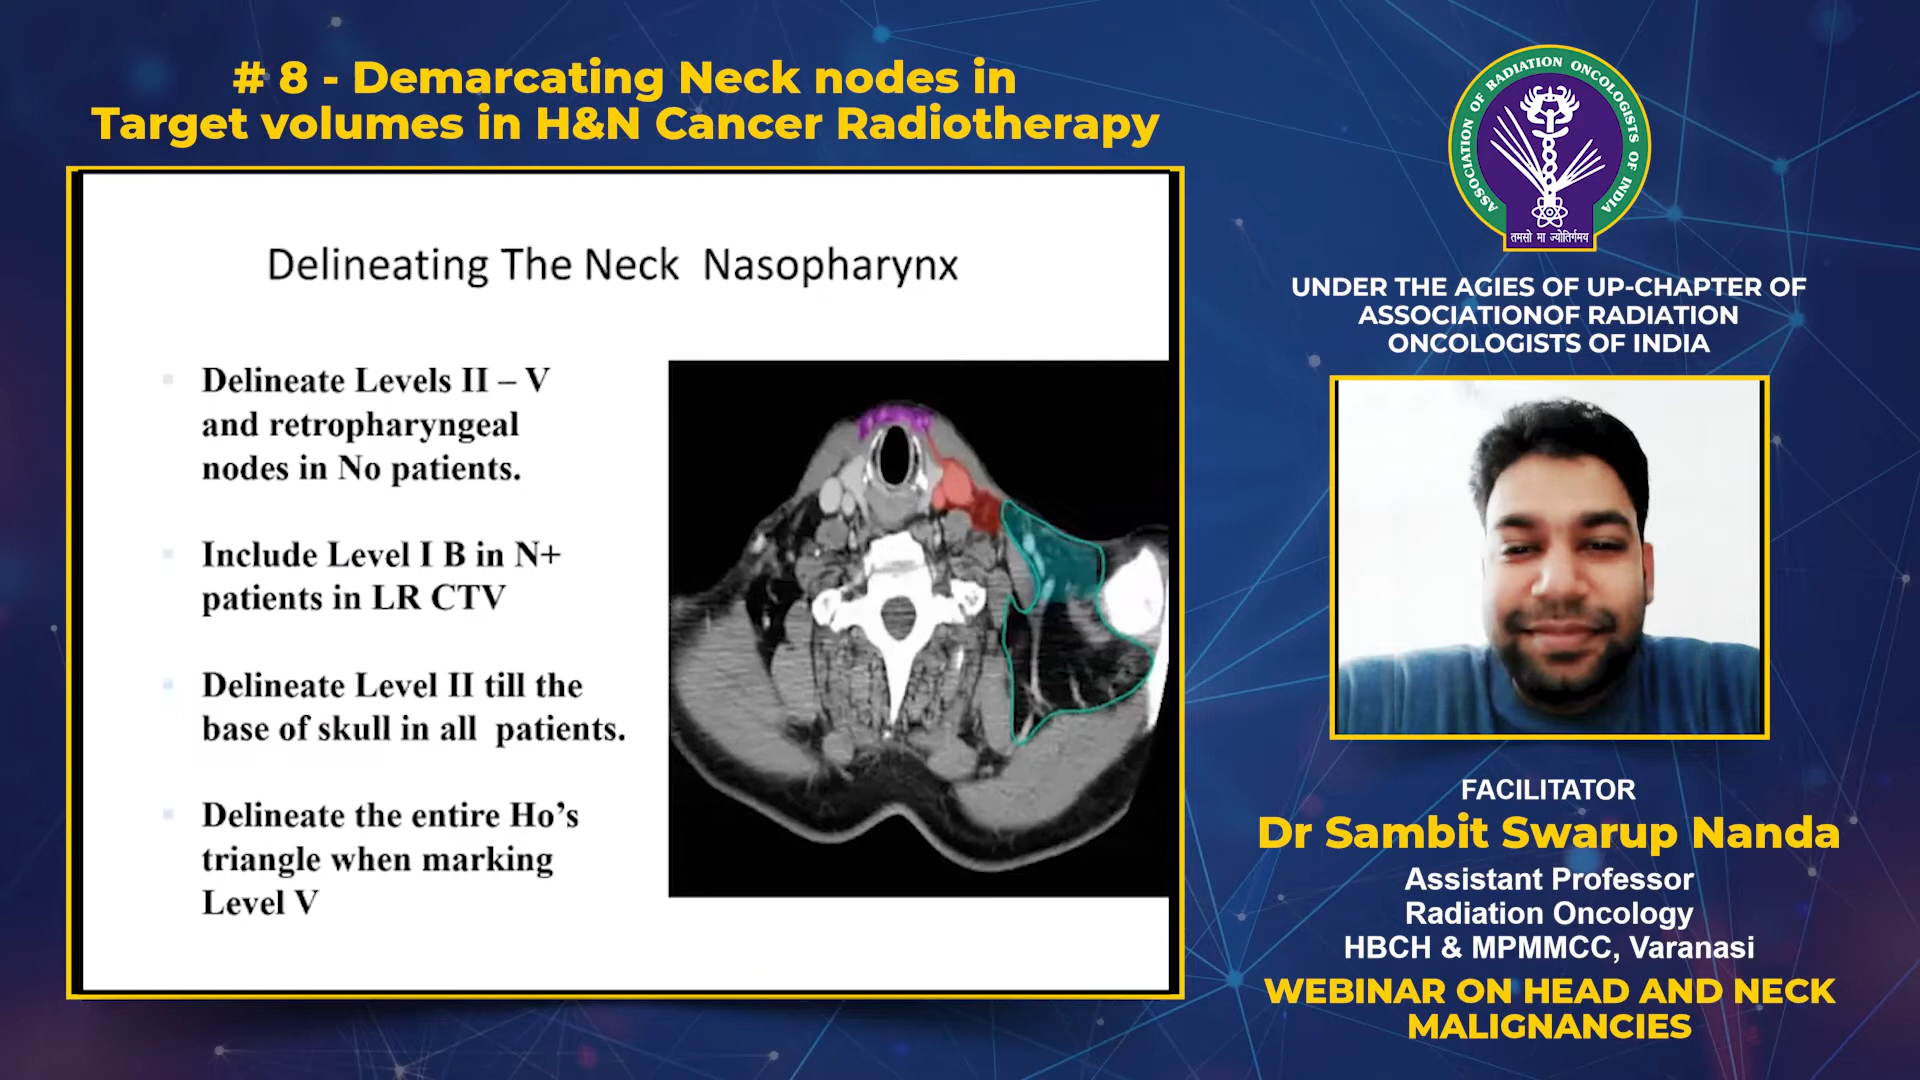 # 8 - Demarcating Neck nodes in
Target volumes in H&N Cancer Radiotherapy
Delineating The Neck  Nasopharynx
Delineate Levels II – V
and retropharyngeal
nodes in No patients.
Include Level I B in N+
patients in LR CTV
Delineate Level II till the
base of skull in all  patients.
Delineate the entire Ho’s
triangle when marking
Level V
ASSOCIATION OF RADIATION ONCOLOGISTS OF INDIA
तमसो मा ज्योतिर्गमय
UNDER THE AGIES OF UP-CHAPTER OF
ASSOCIATIONOF RADIATION
ONCOLOGISTS OF INDIA
FACILITATOR
Dr Sambit Swarup Nanda
Assistant Professor
Radiation Oncology
HBCH & MPMMCC, Varanasi
WEBINAR ON HEAD AND NECK
MALIGNANCIES